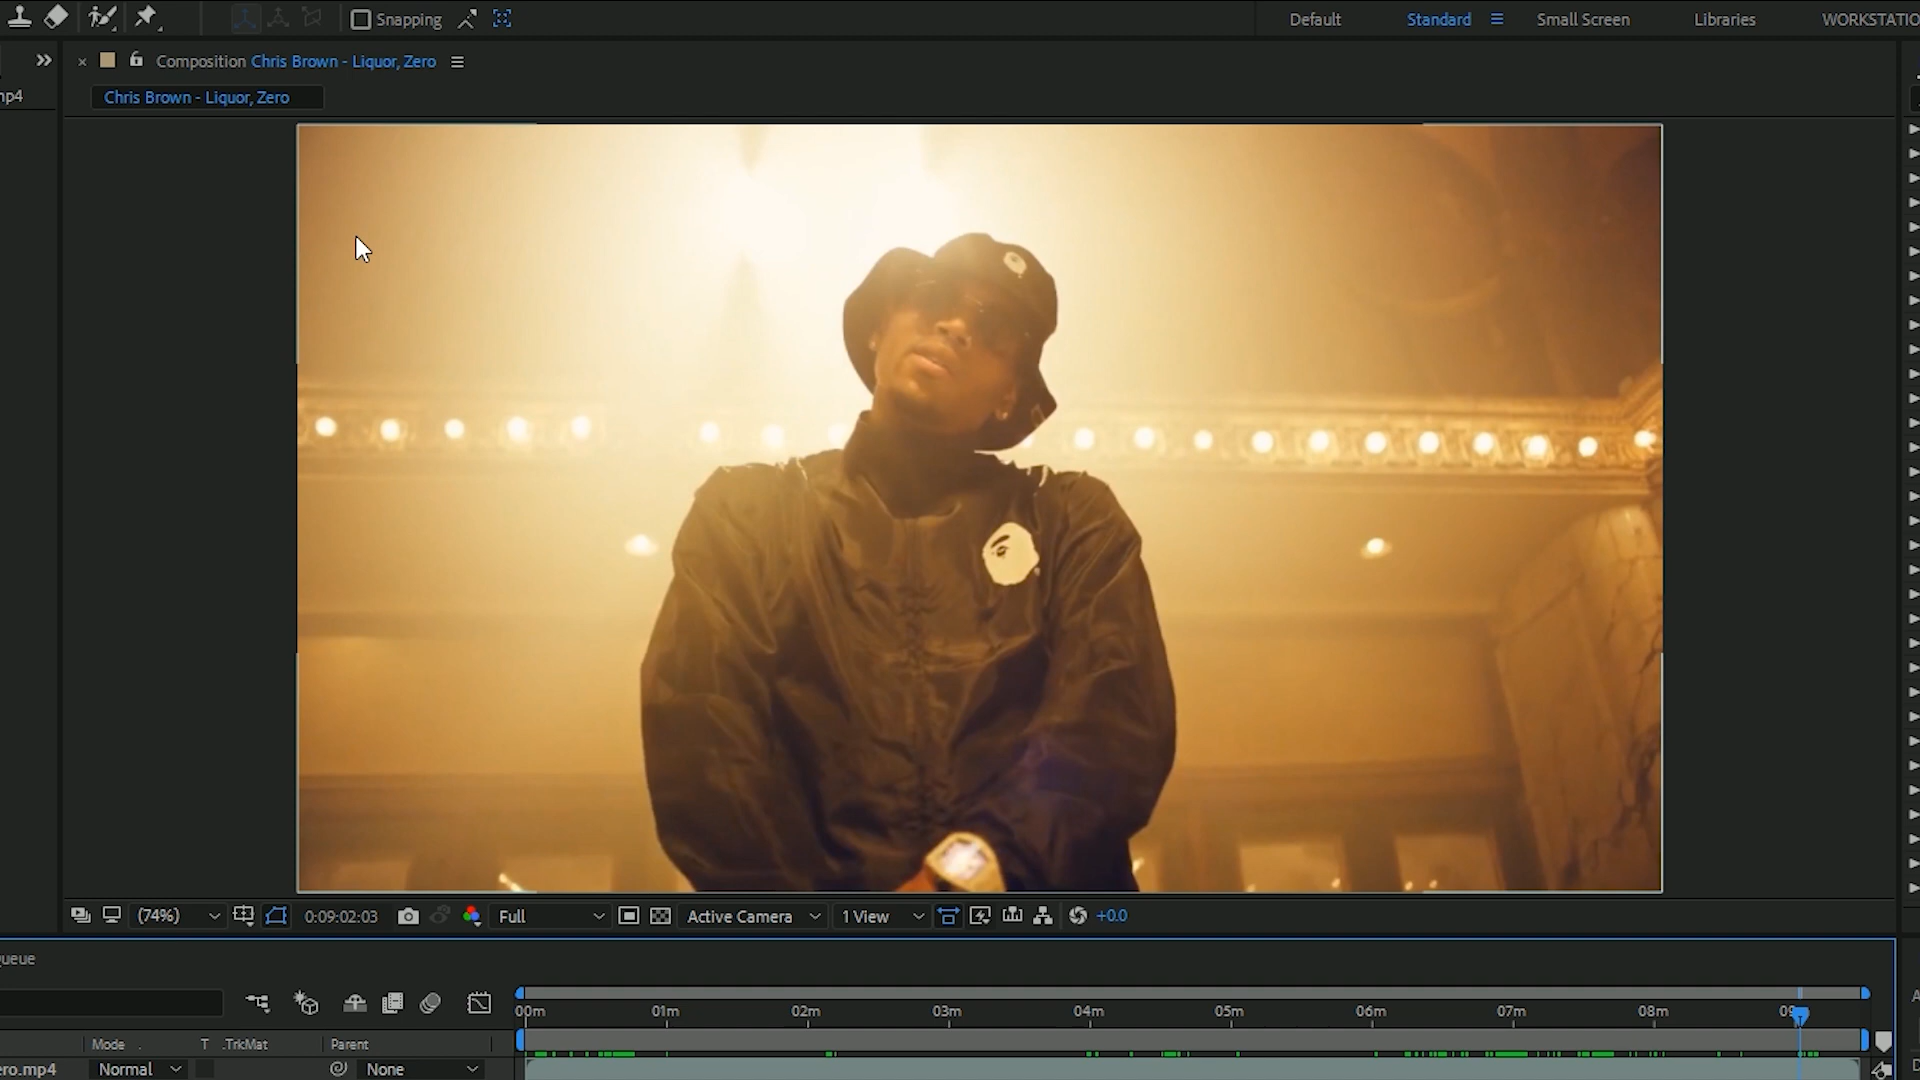 Snapping
Default
Standard
Small Screen
Libraries
WORKSTATIO
Composition Chris Brown - Liquor, Zero
Chris Brown - Liquor, Zero
(74%)
0:09:02:03
Full
Active Camera
1 View
+0.0
00m
01m
02m
03m
04m
05m
06m
07m
08m
Mode
T
.TrkMat
Parent
ero.mp4
Normal
None